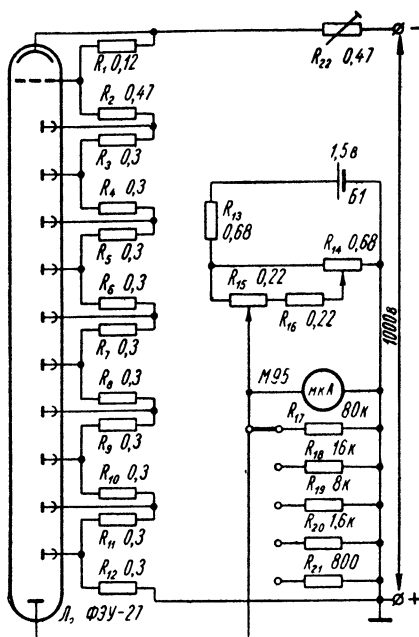 −
R₁ 0,12
R₂₂ 0,47
R₂ 0,47
R₃ 0,3
1,5в
Б1
R₁₃ 0,68
R₄ 0,3
R₁₄ 0,68
R₅ 0,3
R₁₅ 0,22
R₁₆ 0,22
1000в
R₆ 0,3
R₇ 0,3
М95
мкА
R₈ 0,3
R₁₇ 80к
R₉ 0,3
R₁₈ 16к
R₁₉ 8к
R₁₀ 0,3
R₂₀ 1,6к
R₁₁ 0,3
R₂₁ 800
R₁₂ 0,3
+
ФЭУ-27